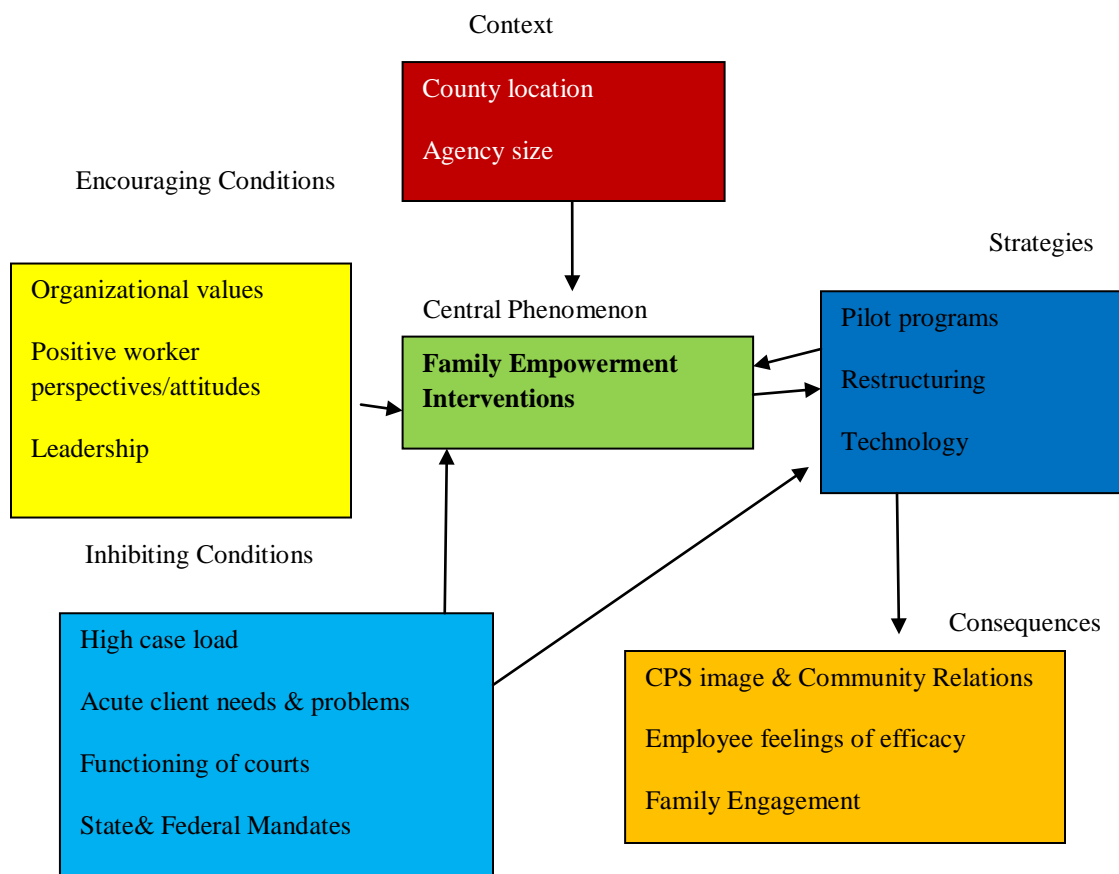 Context
County location
Agency size
Encouraging Conditions
Organizational values
Positive worker
perspectives/attitudes
Leadership
Central Phenomenon
Family Empowerment
Interventions
Strategies
Pilot programs
Restructuring
Technology
Inhibiting Conditions
High case load
Acute client needs & problems
Functioning of courts
State& Federal Mandates
Consequences
CPS image & Community Relations
Employee feelings of efficacy
Family Engagement